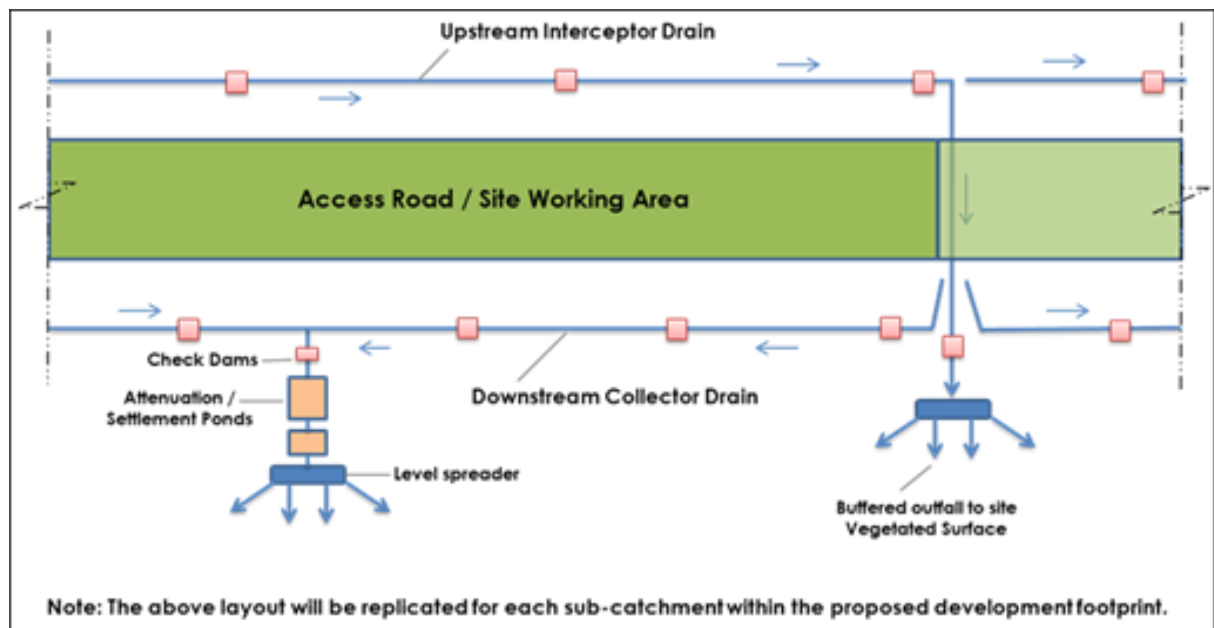 Upstream Interceptor Drain
Access Road / Site Working Area
Check Dams
Attenuation /
Settlement Ponds
Downstream Collector Drain
Level spreader
Buffered outfall to site
Vegetated Surface
Note: The above layout will be replicated for each sub-catchment within the proposed development footprint.